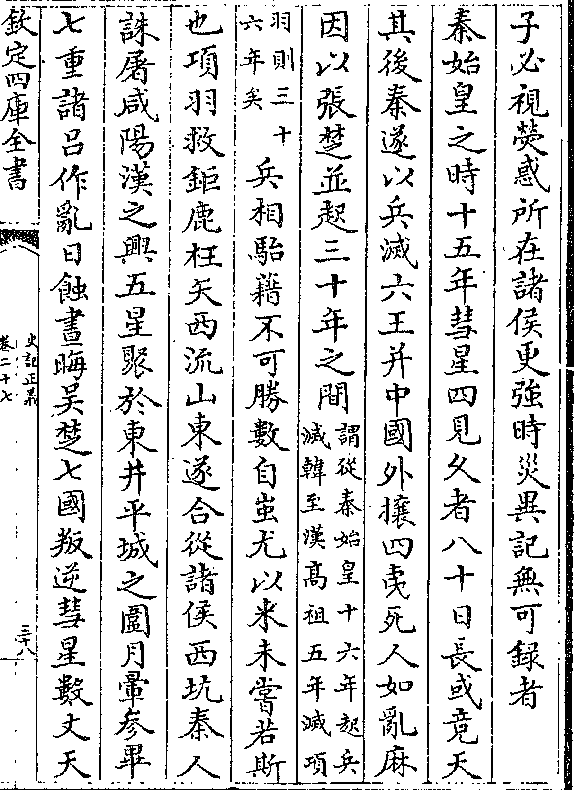 子必視熒惑所在諸侯更強時災異記無可録者
秦始皇之時十五年彗星四見久者八十日長或竟天
其後秦遂以兵滅六王并中國外攘四夷死人如亂麻
因以張楚並起三十年之間謂從秦始皇十六年起兵滅韓至漢髙祖五年滅項
羽則三十六年矣兵相駘藉不可勝數自蚩尤以来未嘗若斯
也項羽救鉅鹿枉矢西流山東遂合從諸侯西坑秦人
誅屠咸陽漢之興五星聚於東井平城之圍月暈參畢
七重諸呂作亂日蝕晝晦吴楚七國叛逆彗星數丈天
欽定四庫全書
史記正義
卷二十七
三十八